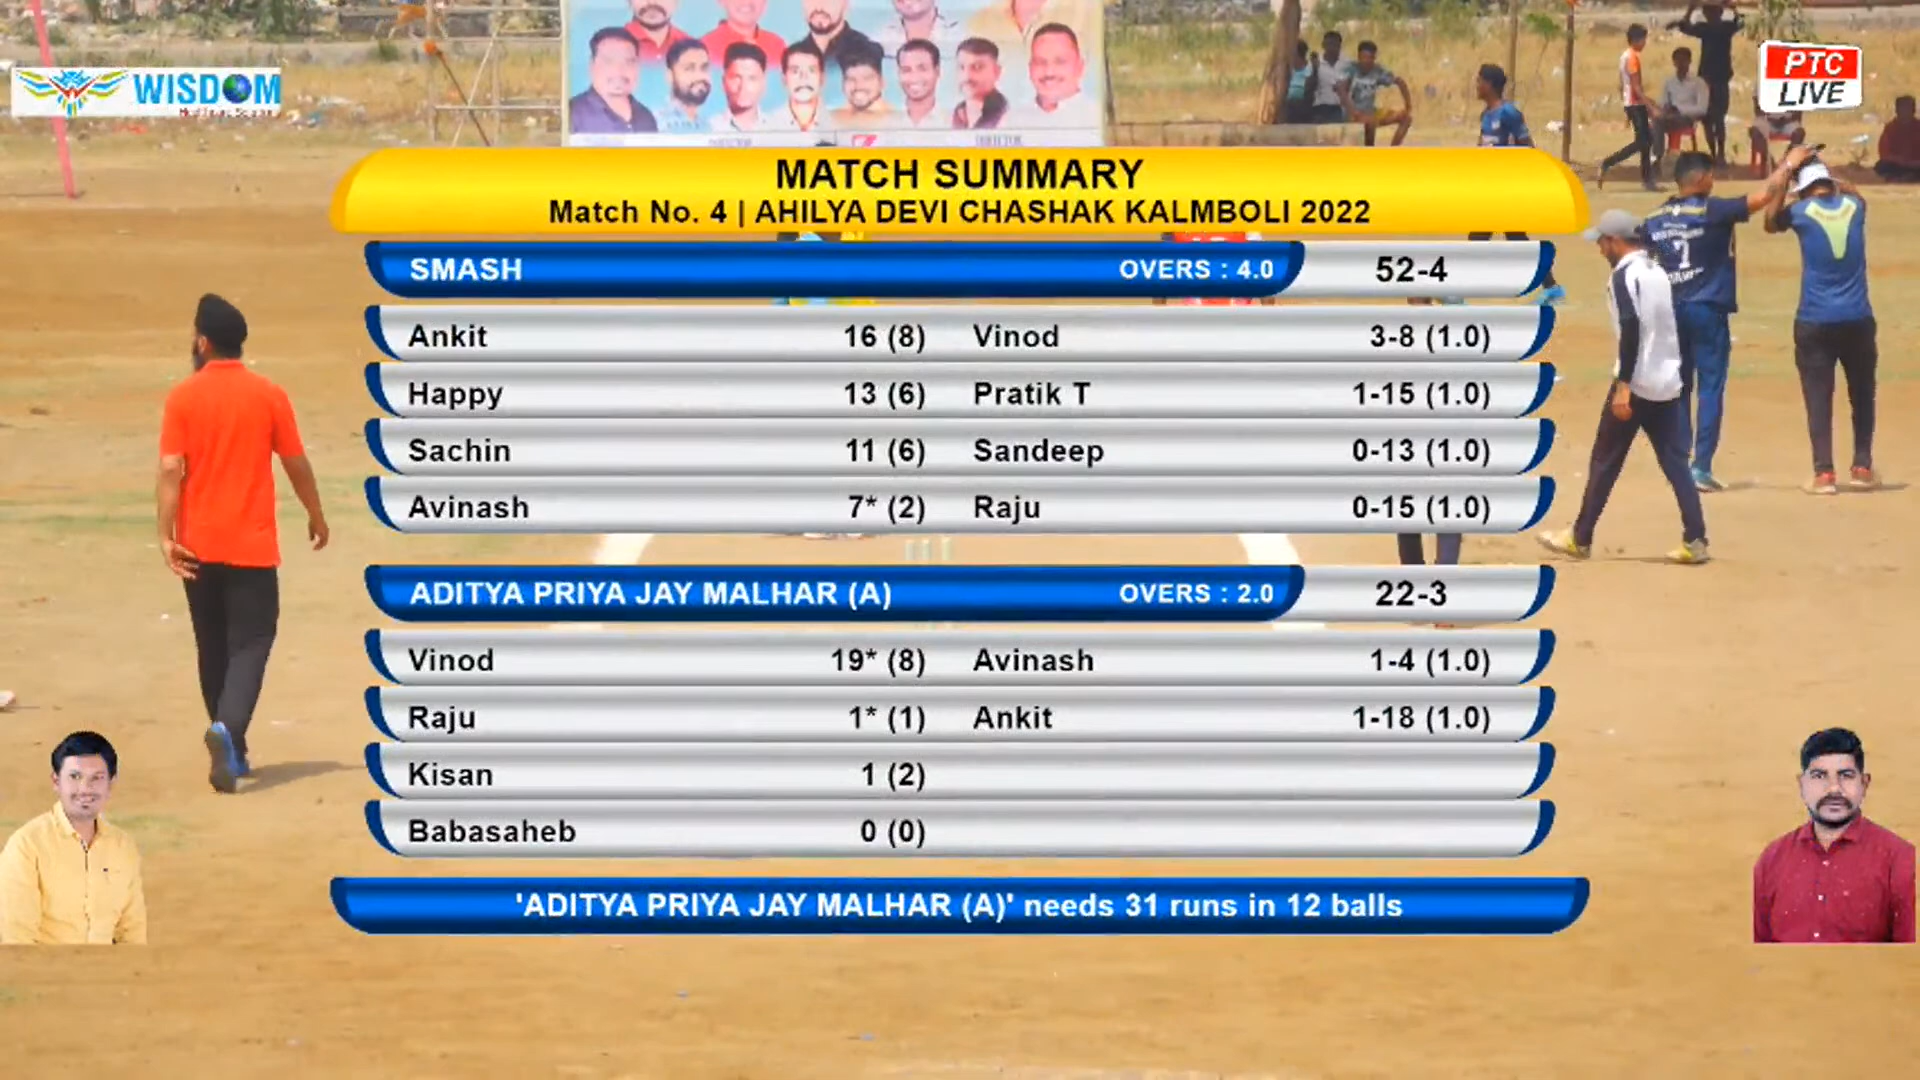 WISDOM
PTC
LIVE
MATCH SUMMARY
Match No. 4 | AHILYA DEVI CHASHAK KALMBOLI 2022
SMASH OVERS : 4.0 52-4
Ankit 16 (8) Vinod 3-8 (1.0)
Happy 13 (6) Pratik T 1-15 (1.0)
Sachin 11 (6) Sandeep 0-13 (1.0)
Avinash 7* (2) Raju 0-15 (1.0)
ADITYA PRIYA JAY MALHAR (A) OVERS : 2.0 22-3
Vinod 19* (8) Avinash 1-4 (1.0)
Raju 1* (1) Ankit 1-18 (1.0)
Kisan 1 (2)
Babasaheb 0 (0)
'ADITYA PRIYA JAY MALHAR (A)' needs 31 runs in 12 balls
7